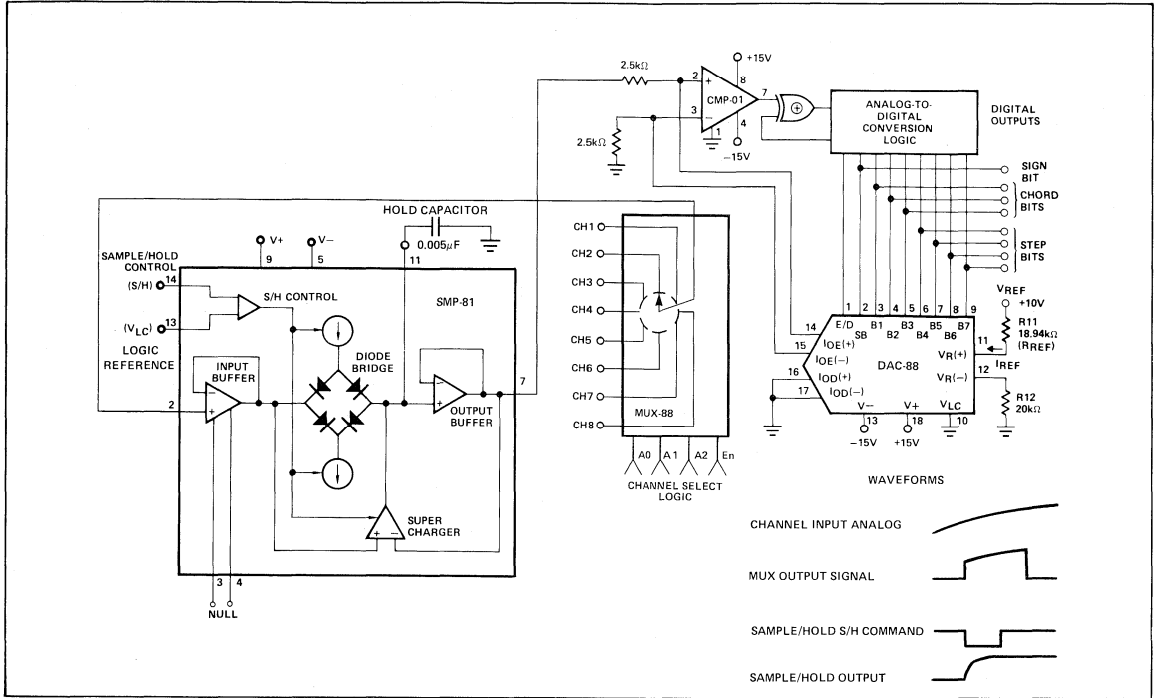 2.5kΩ
2
+
+15V
8
CMP-01
7
3
−
1
4
−15V
2.5kΩ
ANALOG-TO-
DIGITAL
CONVERSION
LOGIC
DIGITAL
OUTPUTS
SIGN
BIT
CHORD
BITS
STEP
BITS
HOLD CAPACITOR
0.005μF
11
V+
9
V−
5
SAMPLE/HOLD
CONTROL
14
(S/H)
S/H CONTROL
SMP-81
13
(VLC)
LOGIC
REFERENCE
INPUT
BUFFER
DIODE
BRIDGE
−
+
2
−
+
OUTPUT
BUFFER
7
SUPER
CHARGER
+ −
3 4
NULL
CH1
CH2
CH3
CH4
CH5
CH6
CH7
CH8
MUX-88
A0 A1 A2 En
CHANNEL SELECT
LOGIC
VREF
+10V
R11
18.94kΩ
(RREF)
IREF
1 2 3 4 5 6 7 8 9
E/D SB B1 B2 B3 B4 B5 B6 B7
14
IOE(+)
15
IOE(−)
16
IOD(+)
17
IOD(−)
DAC-88
11
VR(+)
12
VR(−)
R12
20kΩ
V− V+ VLC
13 18 10
−15V +15V
WAVEFORMS
CHANNEL INPUT ANALOG
MUX OUTPUT SIGNAL
SAMPLE/HOLD S/H COMMAND
SAMPLE/HOLD OUTPUT